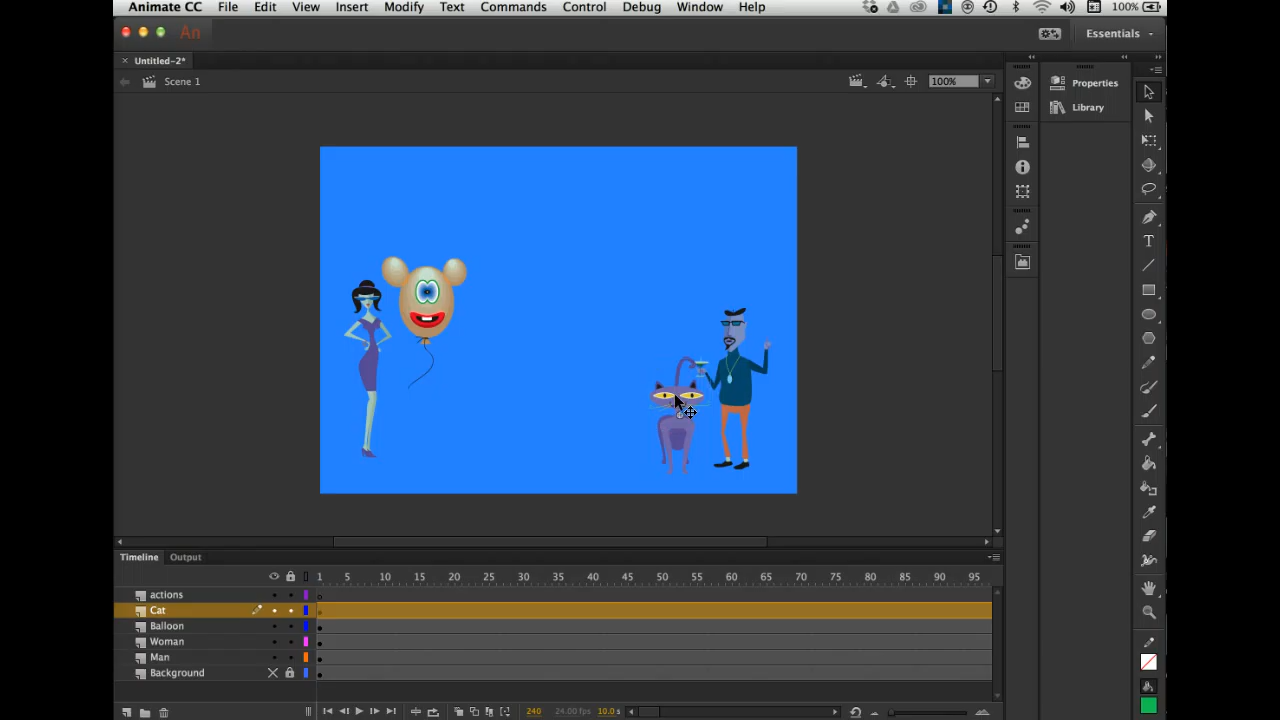 Animate CC File Edit View Insert Modify Text Commands Control Debug Window Help 100%
An Essentials
Untitled-2*
Scene 1 100%
Properties
Library
Timeline Output
1 5 10 15 20 25 30 35 40 45 50 55 60 65 70 75 80 85 90 95
actions
Cat
Balloon
Woman
Man
Background
240 24.00 fps 10.0 s